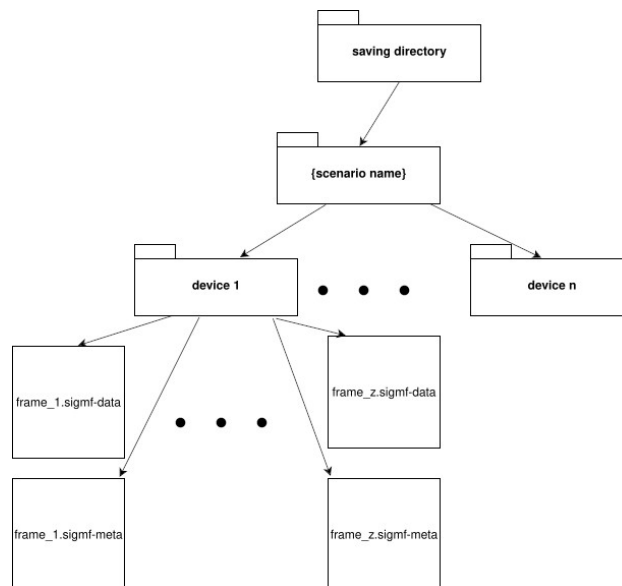 saving directory
{scenario name}
device 1
device n
frame_1.sigmf-data
frame_z.sigmf-data
frame_1.sigmf-meta
frame_z.sigmf-meta